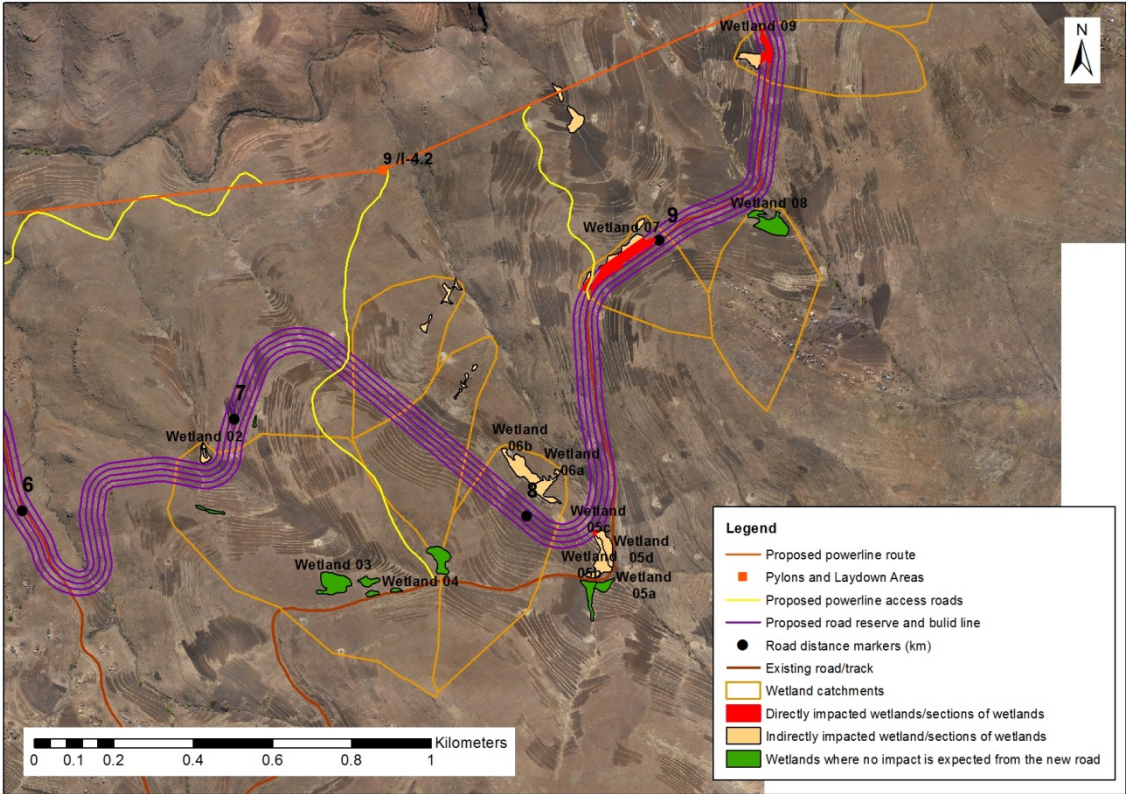 Wetland 09
N
9 /I-4.2
Wetland 08
9
Wetland 07
7
Wetland 02
Wetland
06b
Wetland
06a
6
8
Wetland
05c
Wetland
05d
Wetland
05b
Wetland
05a
Wetland 03
Wetland 04
Kilometers
0 0.1 0.2 0.4 0.6 0.8 1
Legend
Proposed powerline route
Pylons and Laydown Areas
Proposed powerline access roads
Proposed road reserve and bulid line
Road distance markers (km)
Existing road/track
Wetland catchments
Directly impacted wetlands/sections of wetlands
Indirectly impacted wetland/sections of wetlands
Wetlands where no impact is expected from the new road